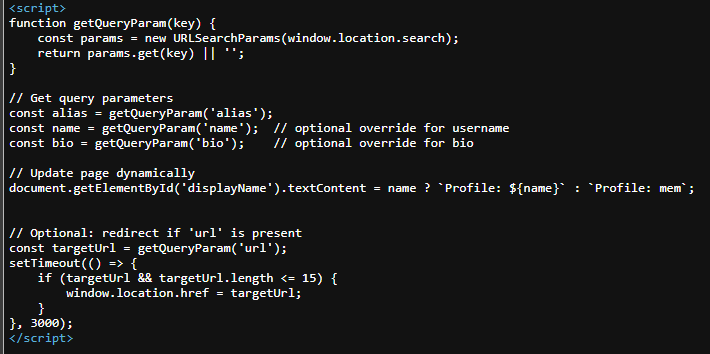 <script>
function getQueryParam(key) {
    const params = new URLSearchParams(window.location.search);
    return params.get(key) || '';
}

// Get query parameters
const alias = getQueryParam('alias');
const name = getQueryParam('name');  // optional override for username
const bio = getQueryParam('bio');    // optional override for bio

// Update page dynamically
document.getElementById('displayName').textContent = name ? `Profile: ${name}` : `Profile: mem`;


// Optional: redirect if 'url' is present
const targetUrl = getQueryParam('url');
setTimeout(() => {
    if (targetUrl && targetUrl.length <= 15) {
        window.location.href = targetUrl;
    }
}, 3000);
</script>